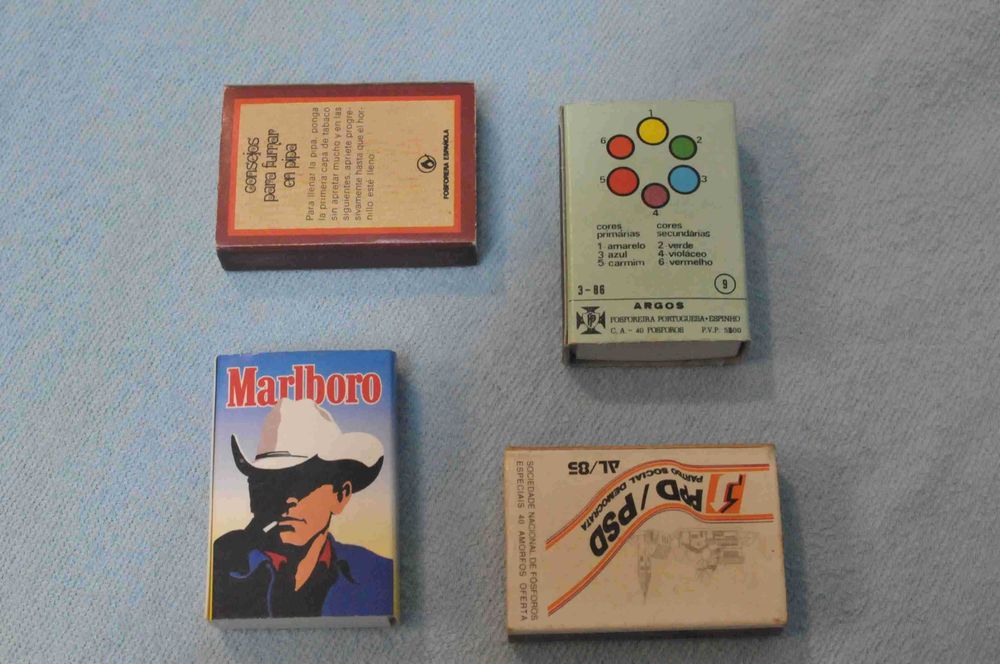 consejos
para fumar
en pipa
Para llenar la pipa, ponga
la primera capa de tabaco
sin apretar mucho y en las
siguientes, apriete progre-
sivamente hasta que el hor-
nillo esté lleno.
FOSFORERA ESPAÑOLA
1
6 2
5 3
4
cores primárias
1 amarelo
3 azul
5 carmim
cores secundárias
2 verde
4 violáceo
6 vermelho
3-86 9
ARGOS
FOSFOREIRA PORTUGUESA • ESPINHO
C. A. - 40 FOSFOROS P.V.P. 5$00
Marlboro
PPD/PSD
PARTIDO SOCIAL DEMOCRATA
AL/85
SOCIEDADE NACIONAL DE FÓSFOROS
ESPECIAIS 40 AMORFOS OFERTA